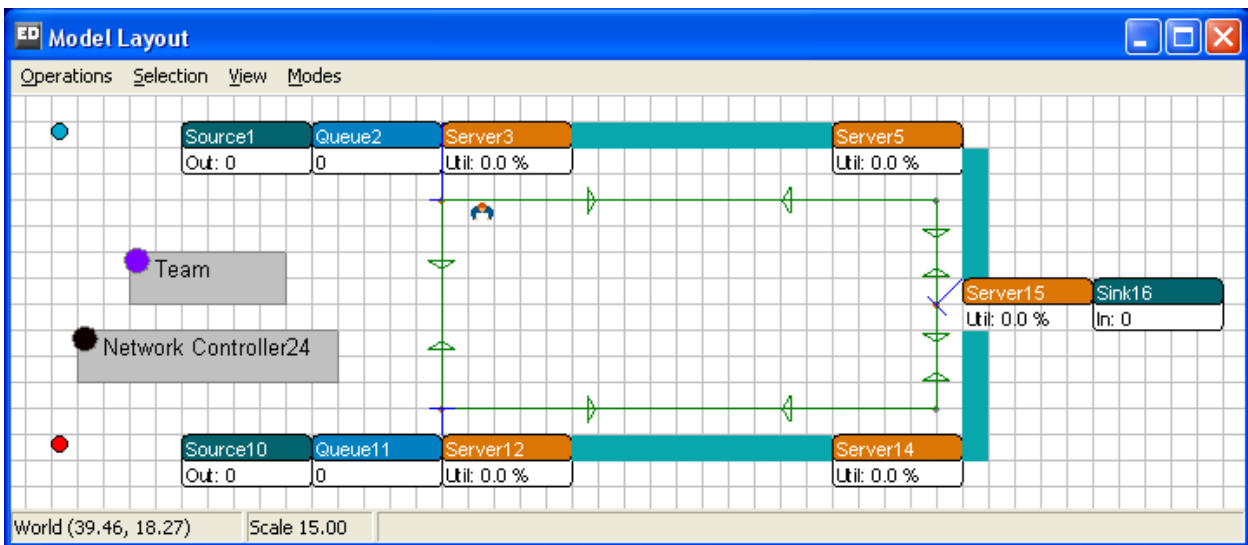 ED Model Layout
Operations Selection View Modes
Source1 Queue2 Server3 Server5
Out: 0 0 Util: 0.0 % Util: 0.0 %
Team
Server15 Sink16
Util: 0.0 % In: 0
Network Controller24
Source10 Queue11 Server12 Server14
Out: 0 0 Util: 0.0 % Util: 0.0 %
World (39.46, 18.27) Scale 15.00